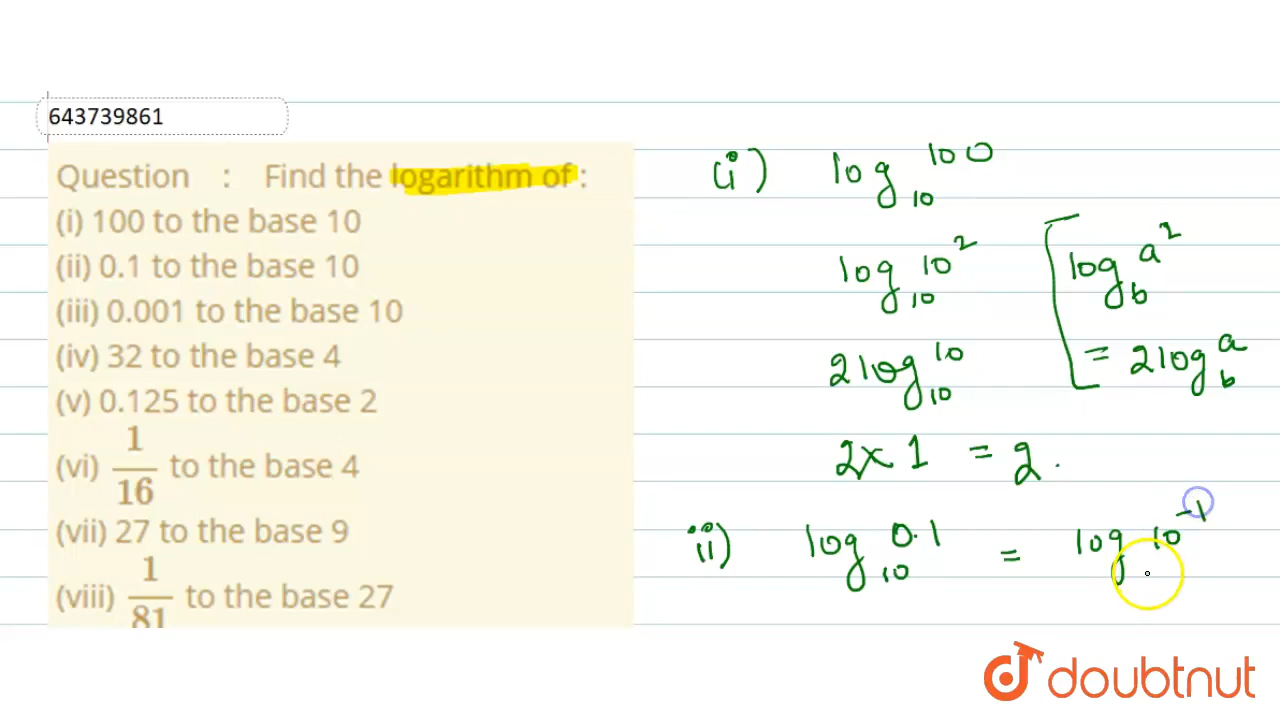 643739861
Question : Find the logarithm of :
(i) 100 to the base 10
(ii) 0.1 to the base 10
(iii) 0.001 to the base 10
(iv) 32 to the base 4
(v) 0.125 to the base 2
(vi) 1/16 to the base 4
(vii) 27 to the base 9
(viii) 1/81 to the base 27
(i) log₁₀ 100
log₁₀ 10²
2log₁₀ 10
2x1 = 2.
[log_b a²
= 2log_b a
ii) log₁₀ 0.1 = log 10⁻¹
doubtnut